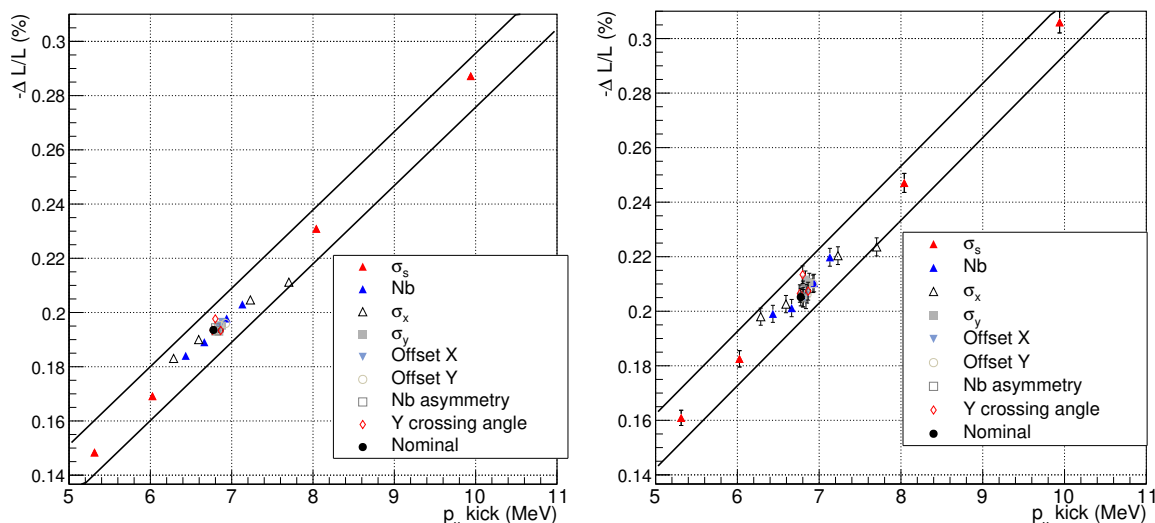 -Δ L/L (%)
0.3
0.28
0.26
0.24
0.22
0.2
0.18
0.16
0.14
5 6 7 8 9 10 11
kick (MeV)
σs
Nb
σx
σy
Offset X
Offset Y
Nb asymmetry
Y crossing angle
Nominal
-Δ L/L (%)
0.3
0.28
0.26
0.24
0.22
0.2
0.18
0.16
0.14
5 6 7 8 9 10 11
kick (MeV)
σs
Nb
σx
σy
Offset X
Offset Y
Nb asymmetry
Y crossing angle
Nominal